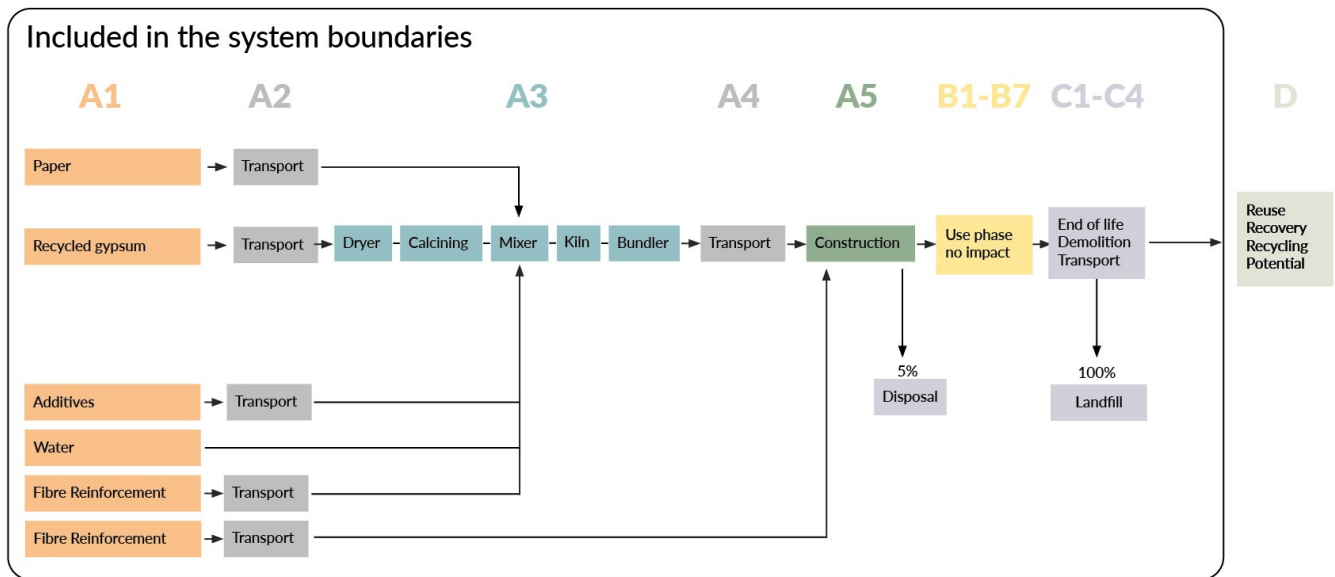 Included in the system boundaries
A1
A2
A3
A4
A5
B1-B7
C1-C4
D
Paper
Transport
Recycled gypsum
Transport
Dryer
Calcining
Mixer
Kiln
Bundler
Transport
Construction
Use phase
no impact
End of life
Demolition
Transport
Reuse
Recovery
Recycling
Potential
5%
Disposal
100%
Landfill
Additives
Transport
Water
Fibre Reinforcement
Transport
Fibre Reinforcement
Transport